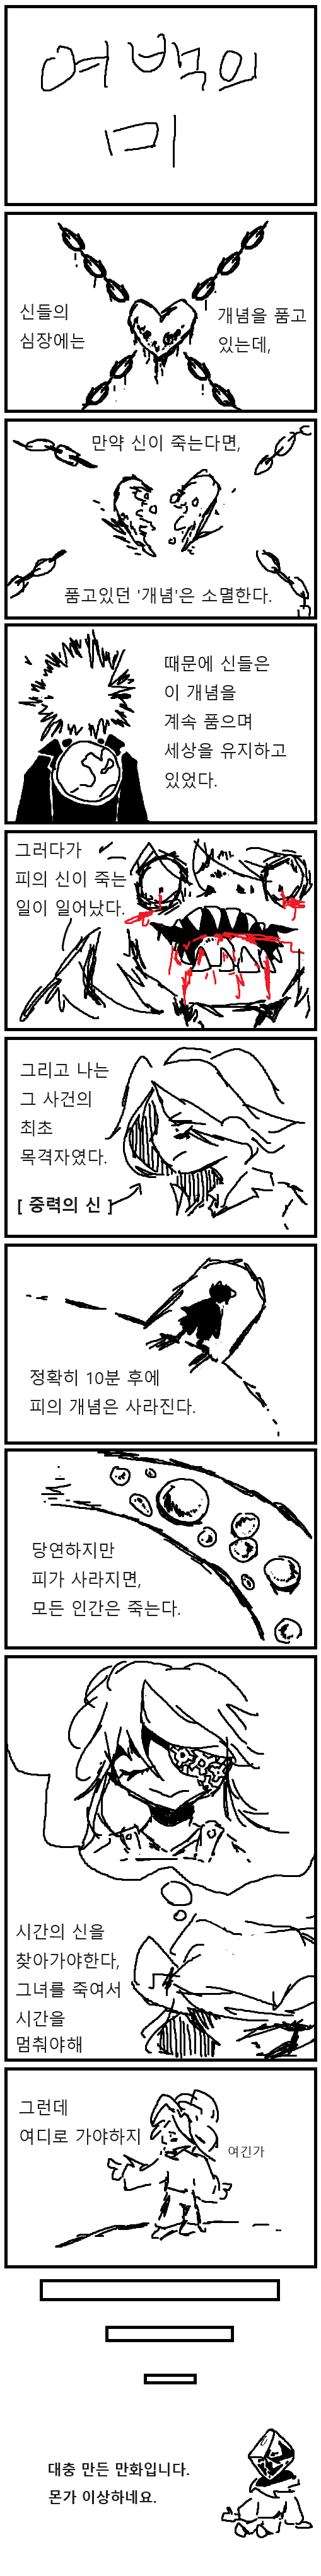 여백의
미
신들의
심장에는
개념을 품고
있는데,
만약 신이 죽는다면,
품고있던 '개념'은 소멸한다.
때문에 신들은
이 개념을
계속 품으며
세상을 유지하고
있었다.
그러다가
피의 신이 죽는
일이 일어났다.
그리고 나는
그 사건의
최초
목격자였다.
[ 중력의 신 ]
정확히 10분 후에
피의 개념은 사라진다.
당연하지만
피가 사라지면,
모든 인간은 죽는다.
시간의 신을
찾아가야한다,
그녀를 죽여서
시간을
멈춰야해
그런데
여디로 가야하지
여긴가
대충 만든 만화입니다.
몬가 이상하네요.